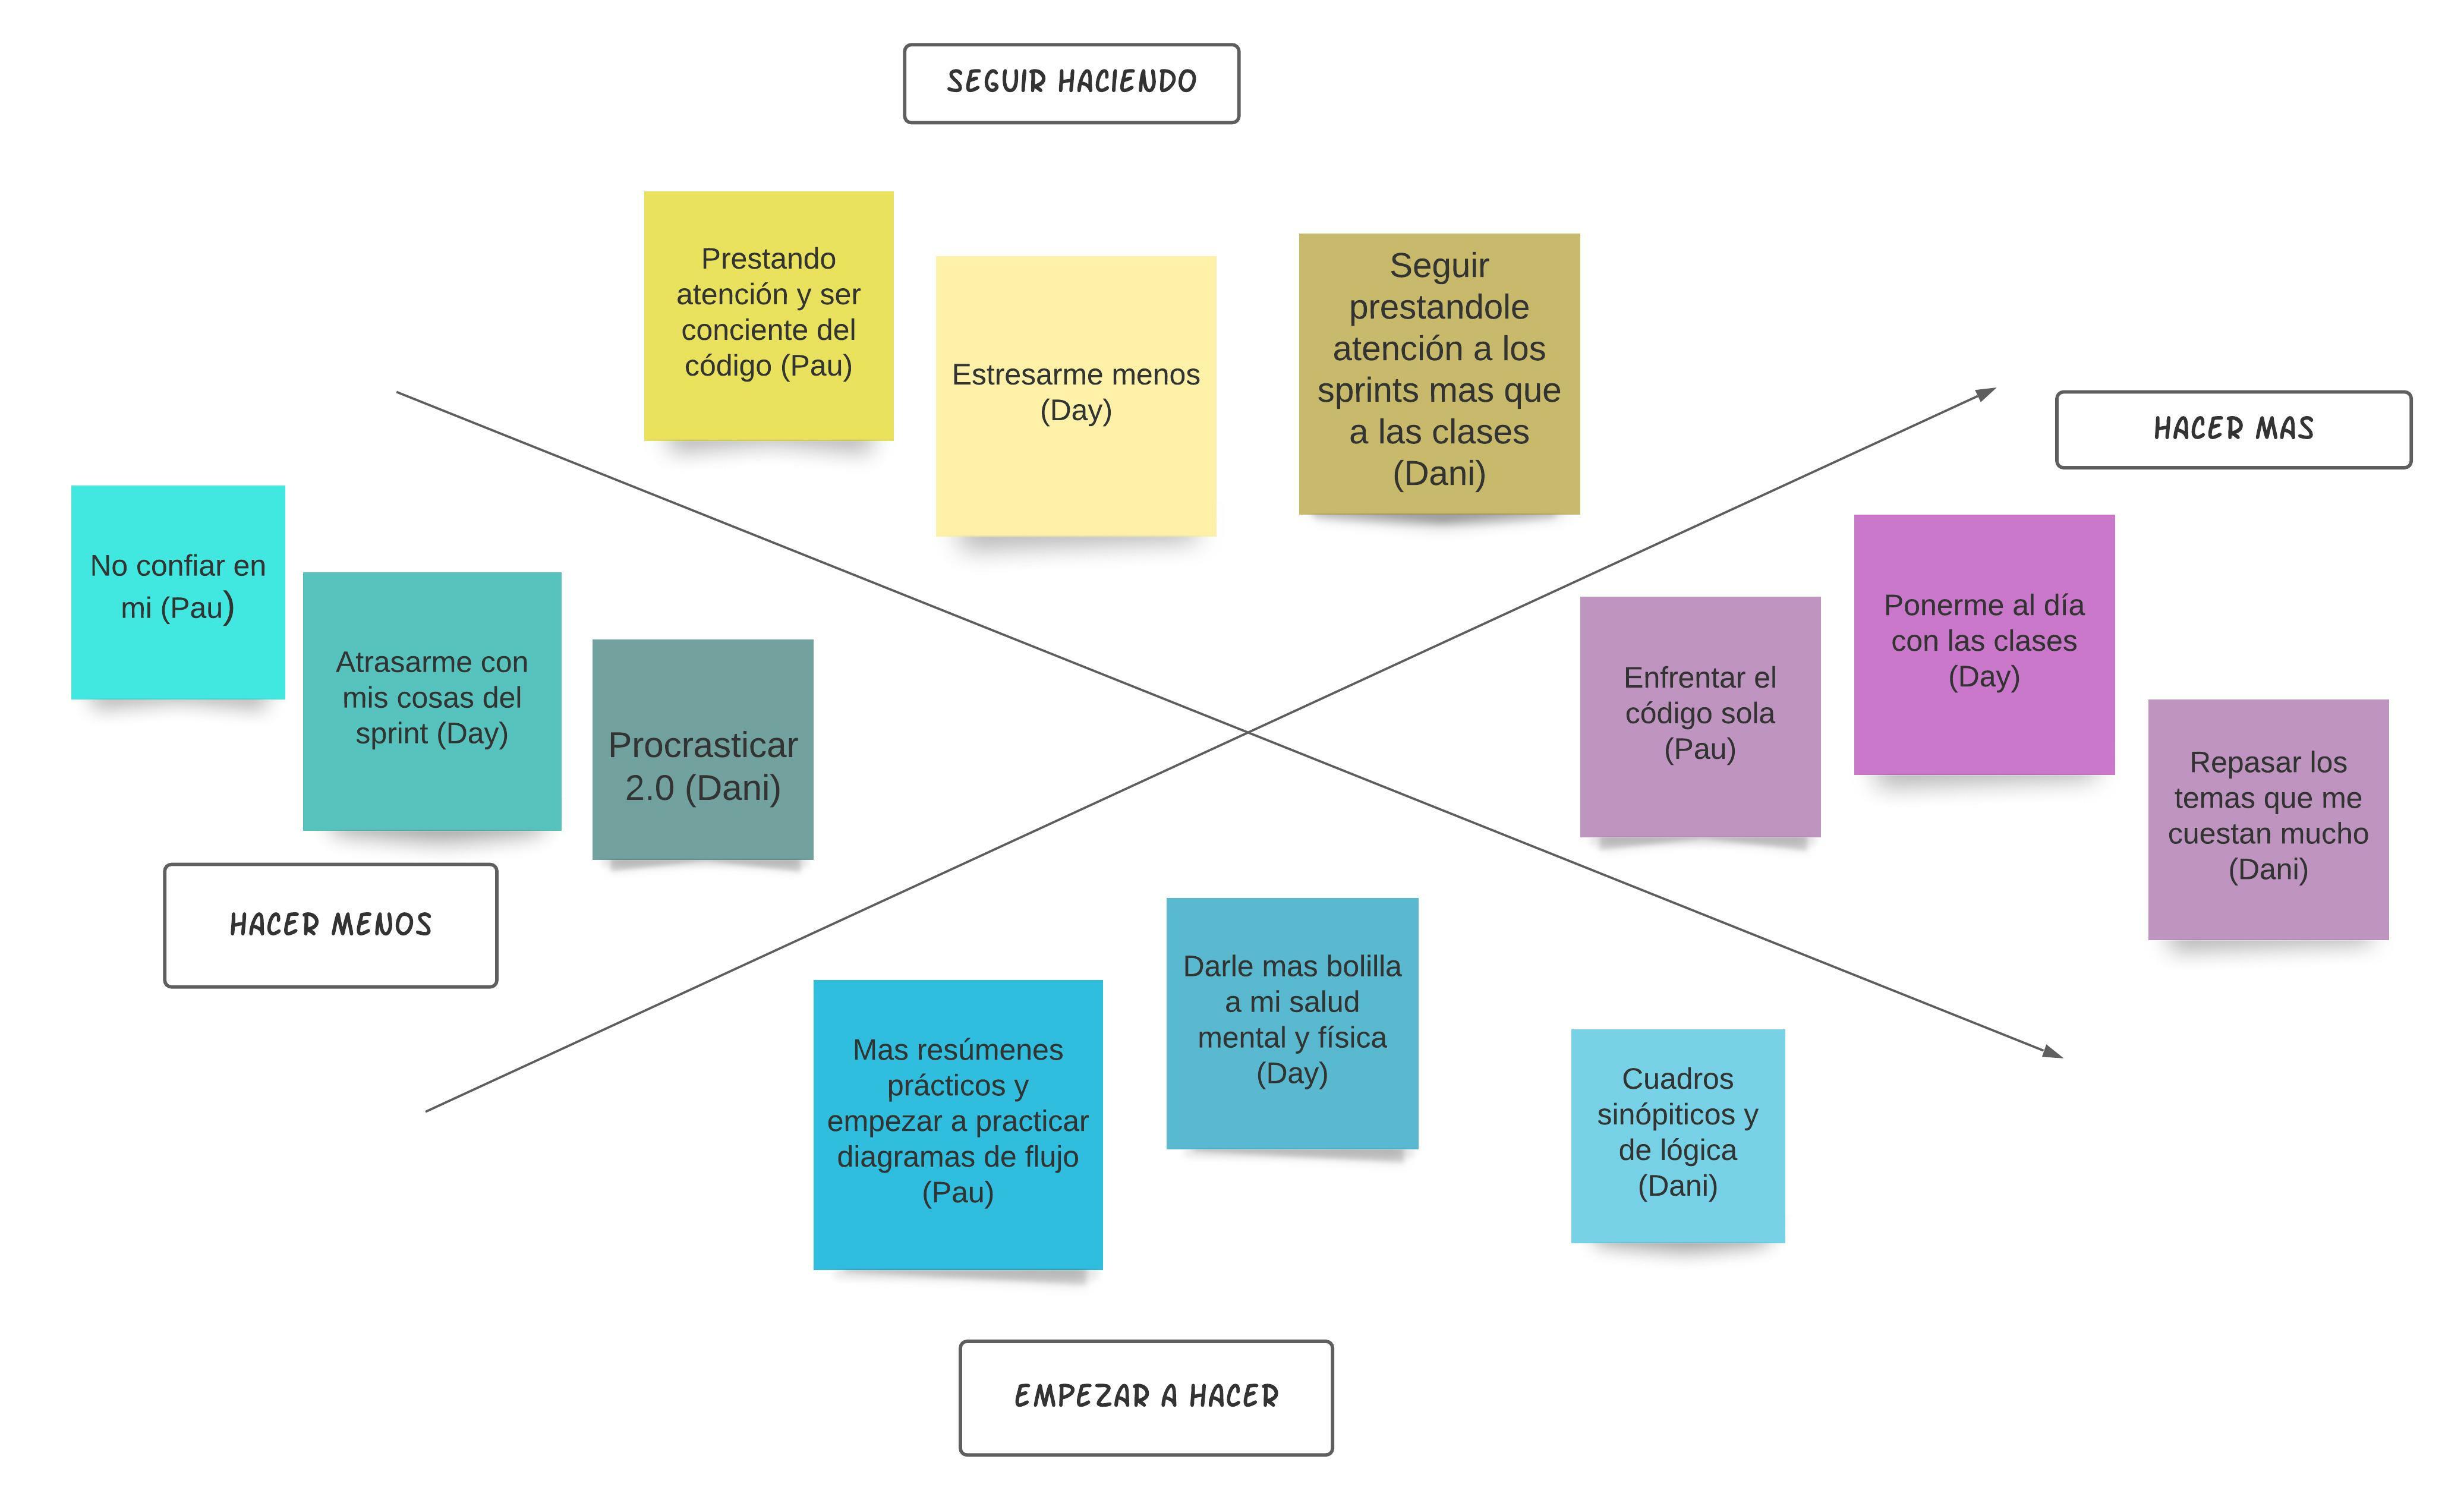 SEGUIR HACIENDO
Prestando
atención y ser
conciente del
código (Pau)
Estresarme menos
(Day)
Seguir
prestandole
atención a los
sprints mas que
a las clases
(Dani)
HACER MAS
No confiar en
mi (Pau)
Atrasarme con
mis cosas del
sprint (Day)
Procrasticar
2.0 (Dani)
HACER MENOS
Enfrentar el
código sola
(Pau)
Ponerme al día
con las clases
(Day)
Repasar los
temas que me
cuestan mucho
(Dani)
Mas resúmenes
prácticos y
empezar a practicar
diagramas de flujo
(Pau)
Darle mas bolilla
a mi salud
mental y física
(Day)
Cuadros
sinópiticos y
de lógica
(Dani)
EMPEZAR A HACER